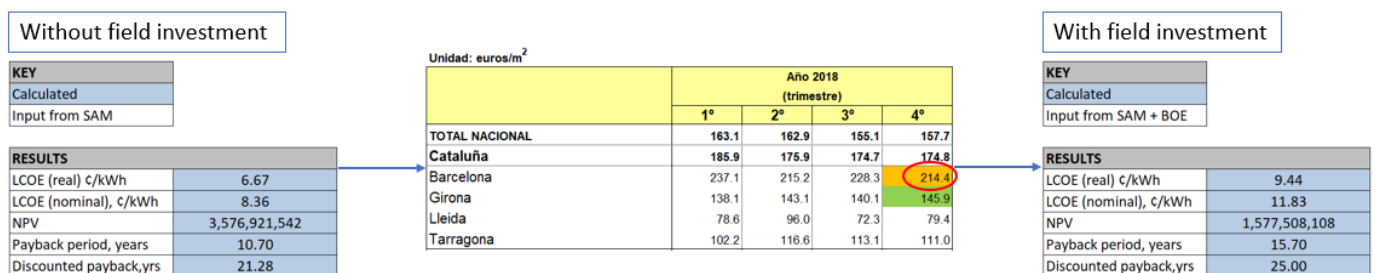 Without field investment
KEY
Calculated
Input from SAM
RESULTS
LCOE (real) ¢/kWh 6.67
LCOE (nominal), ¢/kWh 8.36
NPV 3,576,921,542
Payback period, years 10.70
Discounted payback,yrs 21.28
Unidad: euros/m²
Año 2018
(trimestre)
1º 2º 3º 4º
TOTAL NACIONAL 163.1 162.9 155.1 157.7
Cataluña 185.9 175.9 174.7 174.8
Barcelona 237.1 215.2 228.3 214.4
Girona 138.1 143.1 140.1 145.9
Lleida 78.6 96.0 72.3 79.4
Tarragona 102.2 116.6 113.1 111.0
With field investment
KEY
Calculated
Input from SAM + BOE
RESULTS
LCOE (real) ¢/kWh 9.44
LCOE (nominal), ¢/kWh 11.83
NPV 1,577,508,108
Payback period, years 15.70
Discounted payback,yrs 25.00